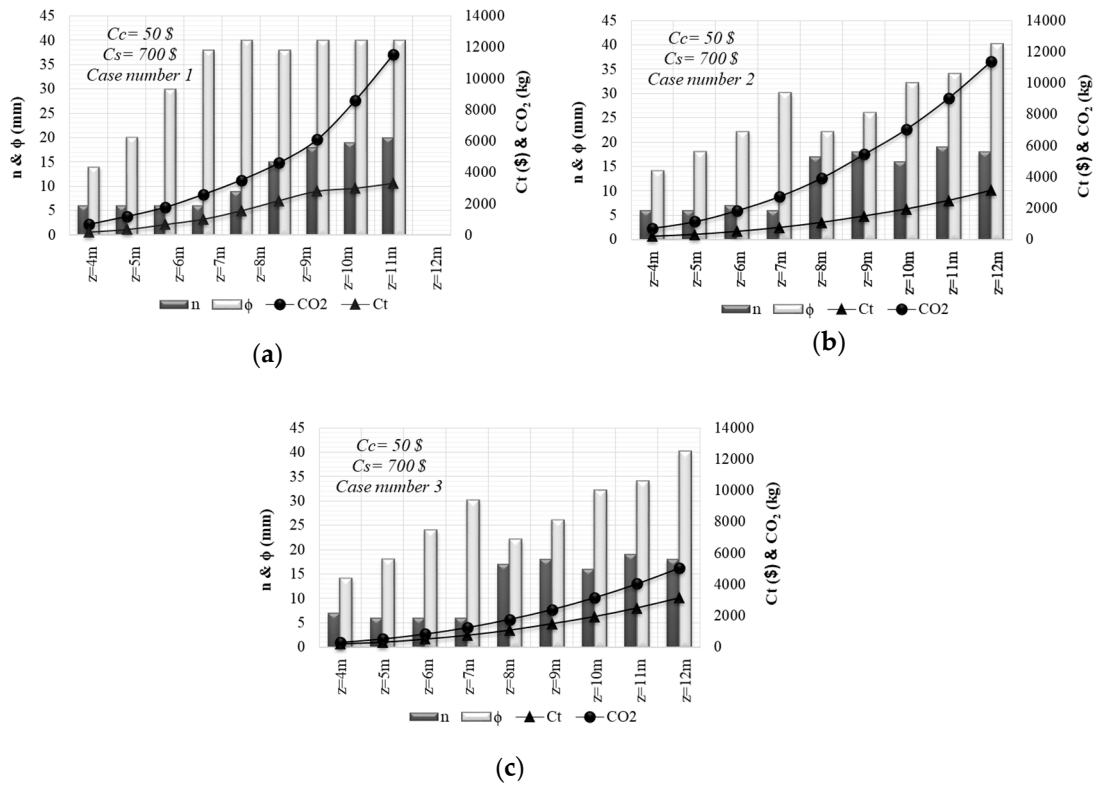 45
40
35
30
25
20
15
10
5
0
n & ϕ (mm)
Cc= 50 $
Cs= 700 $
Case number 1
14000
12000
10000
8000
6000
4000
2000
0
Ct ($) & CO₂ (kg)
z=4m
z=5m
z=6m
z=7m
z=8m
z=9m
z=10m
z=11m
z=12m
n ϕ CO2 Ct
(a)
45
40
35
30
25
20
15
10
5
0
n & ϕ (mm)
Cc= 50 $
Cs= 700 $
Case number 2
14000
12000
10000
8000
6000
4000
2000
0
Ct ($) & CO₂ (kg)
z=4m
z=5m
z=6m
z=7m
z=8m
z=9m
z=10m
z=11m
z=12m
n ϕ Ct CO2
(b)
45
40
35
30
25
20
15
10
5
0
n & ϕ (mm)
Cc= 50 $
Cs= 700 $
Case number 3
14000
12000
10000
8000
6000
4000
2000
0
Ct ($) & CO₂ (kg)
z=4m
z=5m
z=6m
z=7m
z=8m
z=9m
z=10m
z=11m
z=12m
n ϕ Ct CO2
(c)